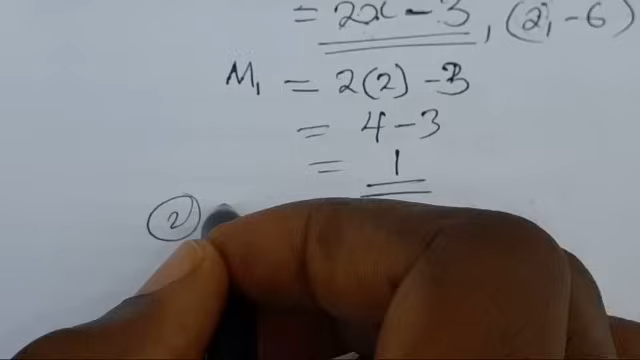 = 2x - 3, (2, -6)
M₁ = 2(2) - 3
= 4 - 3
= 1
②